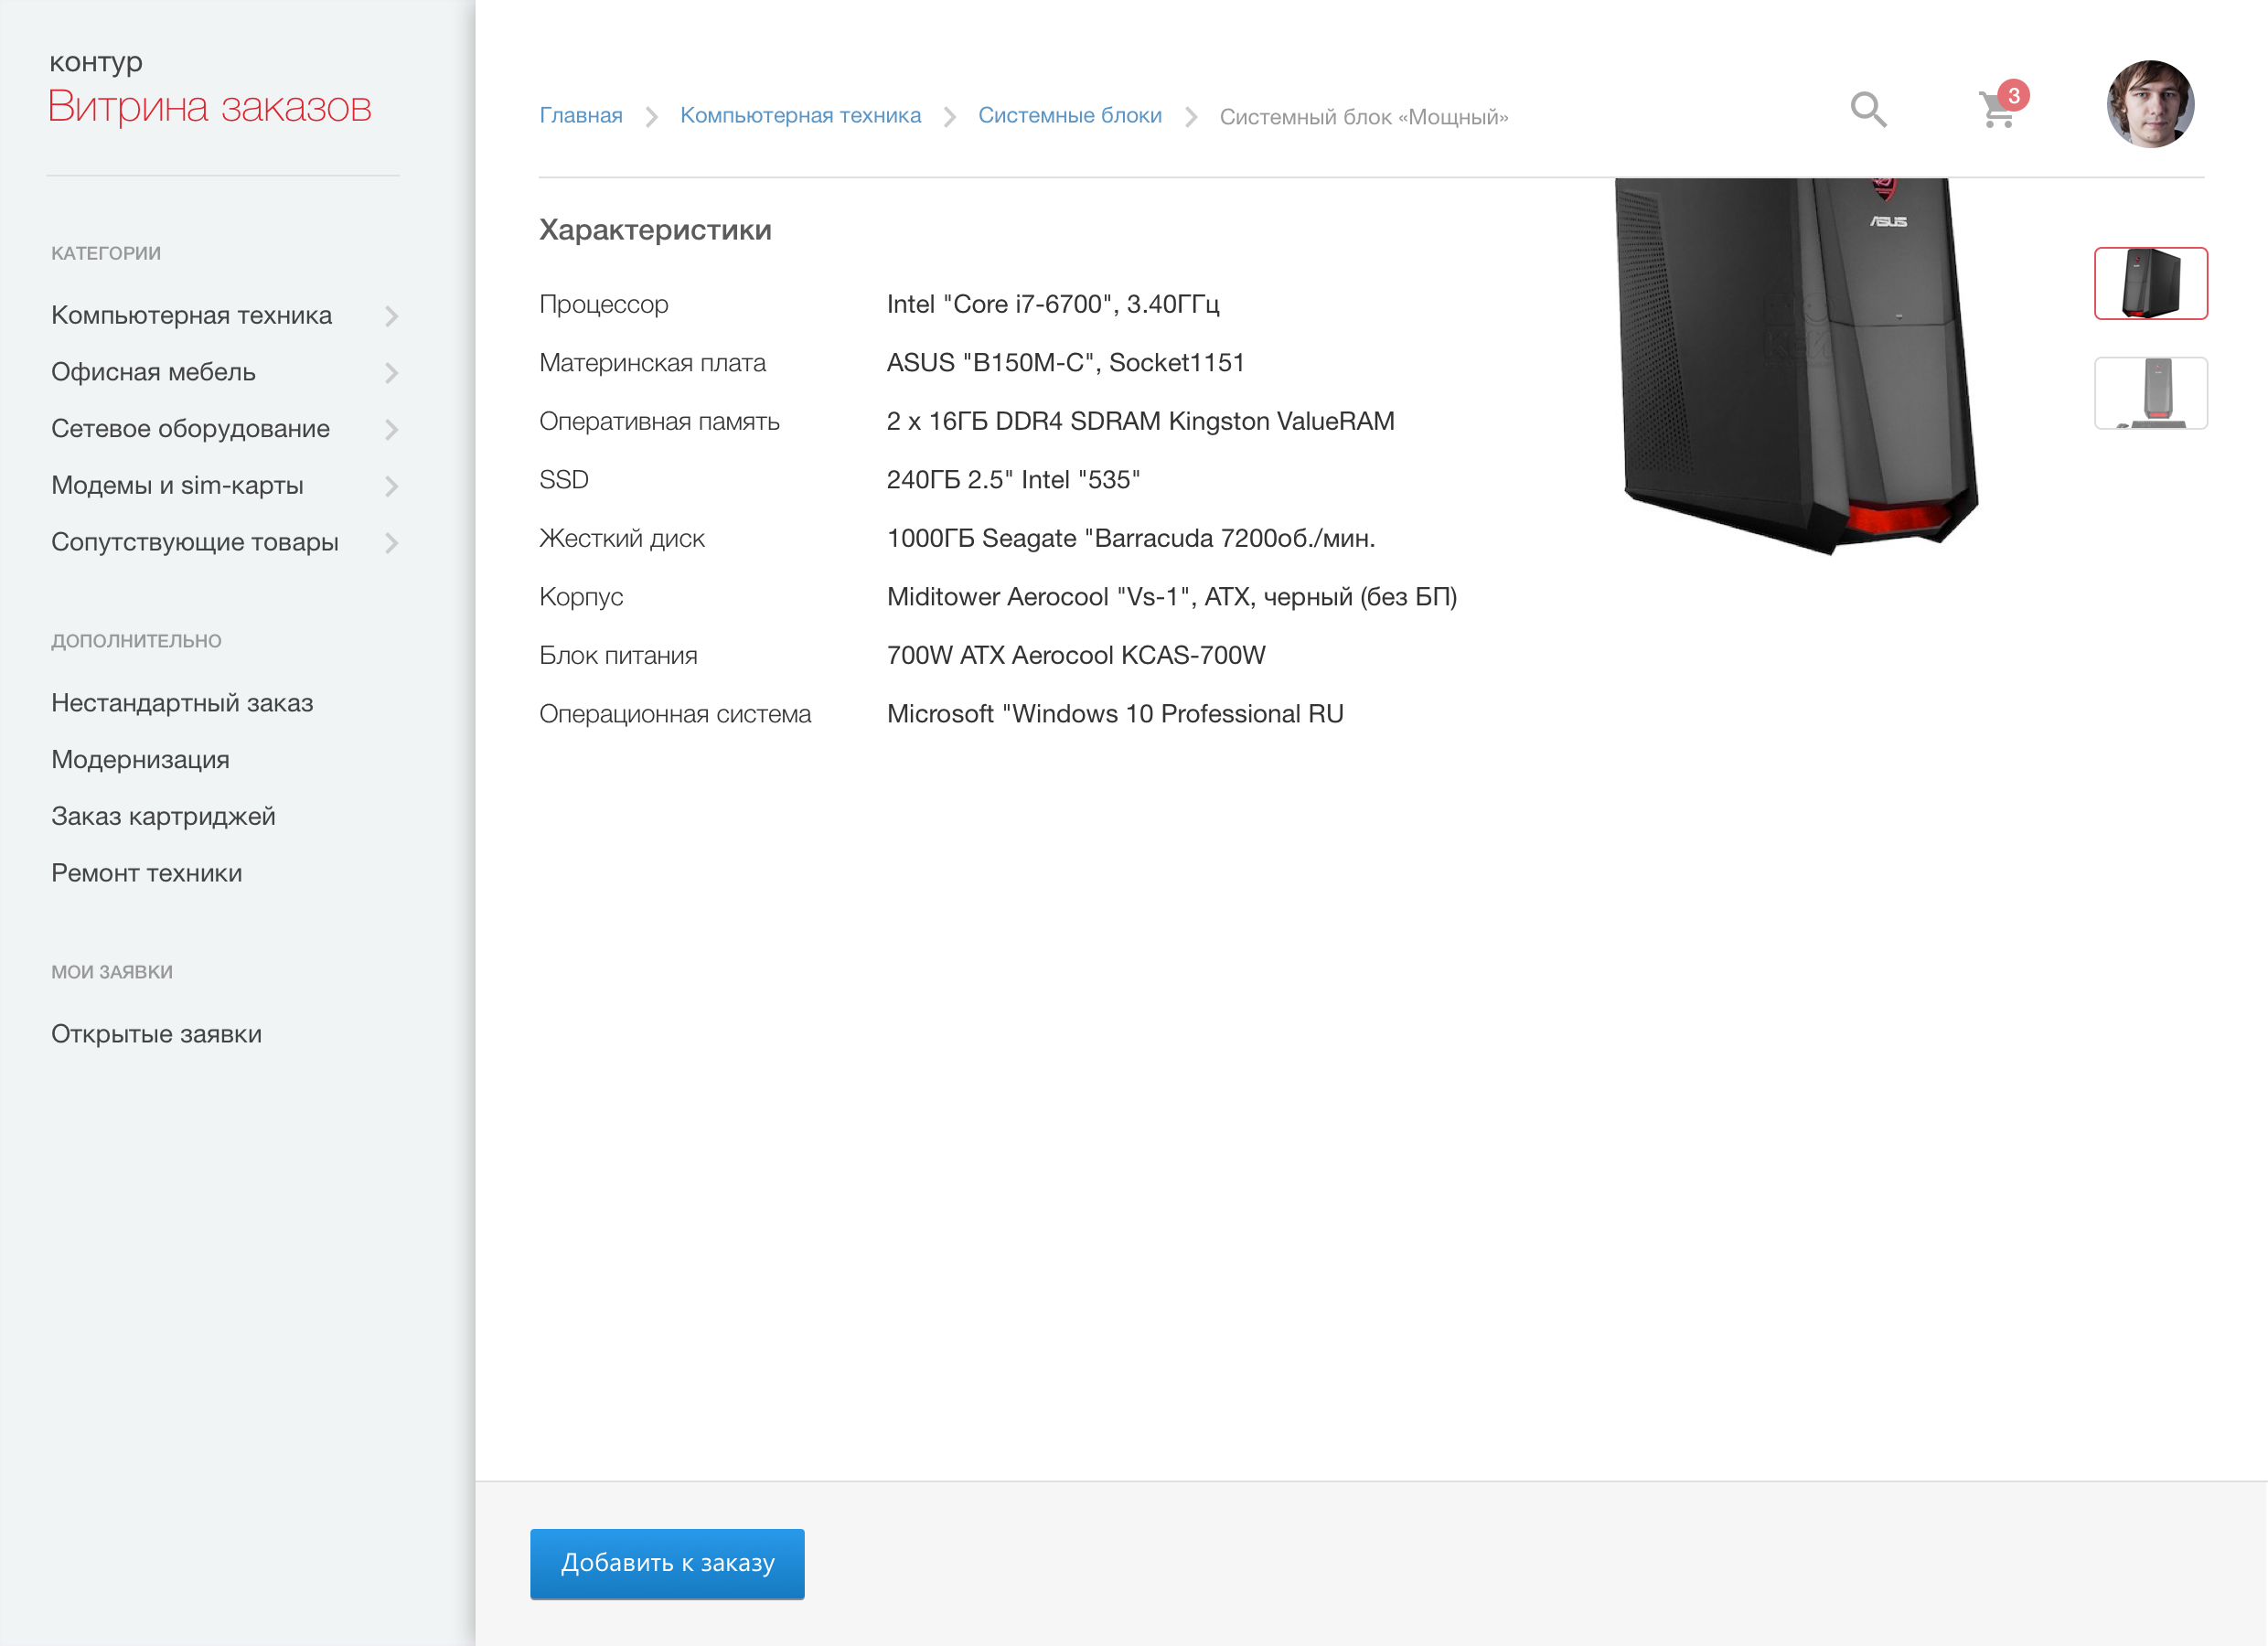 контур
Витрина заказов
КАТЕГОРИИ
Компьютерная техника
Офисная мебель
Сетевое оборудование
Модемы и sim-карты
Сопутствующие товары
ДОПОЛНИТЕЛЬНО
Нестандартный заказ
Модернизация
Заказ картриджей
Ремонт техники
МОИ ЗАЯВКИ
Открытые заявки
Главная Компьютерная техника Системные блоки Системный блок «Мощный»
3
Характеристики
Процессор Intel "Core i7-6700", 3.40ГГц
Материнская плата ASUS "B150M-C", Socket1151
Оперативная память 2 x 16ГБ DDR4 SDRAM Kingston ValueRAM
SSD 240ГБ 2.5" Intel "535"
Жесткий диск 1000ГБ Seagate "Barracuda 7200об./мин.
Корпус Miditower Aerocool "Vs-1", ATX, черный (без БП)
Блок питания 700W ATX Aerocool KCAS-700W
Операционная система Microsoft "Windows 10 Professional RU
ASUS
Добавить к заказу